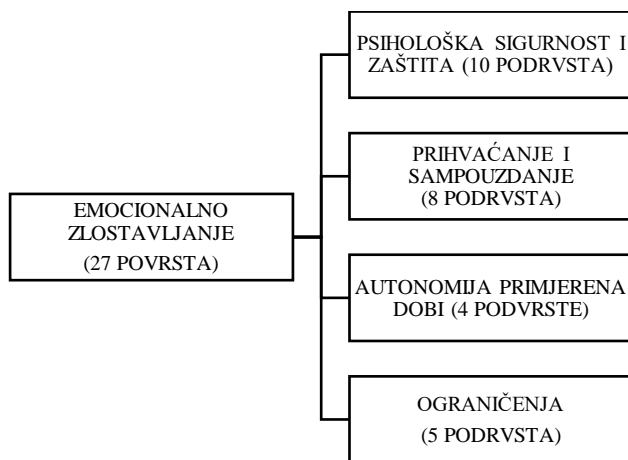 EMOCIONALNO
ZLOSTAVLJANJE
(27 POVRSTA)
PSIHOLOŠKA SIGURNOST I
ZAŠTITA (10 PODRVSTA)
PRIHVAĆANJE I
SAMPOUZDANJE
(8 PODRVSTA)
AUTONOMIJA PRIMJERENA
DOBI (4 PODVRSTE)
OGRANIČENJA
(5 PODRVSTA)